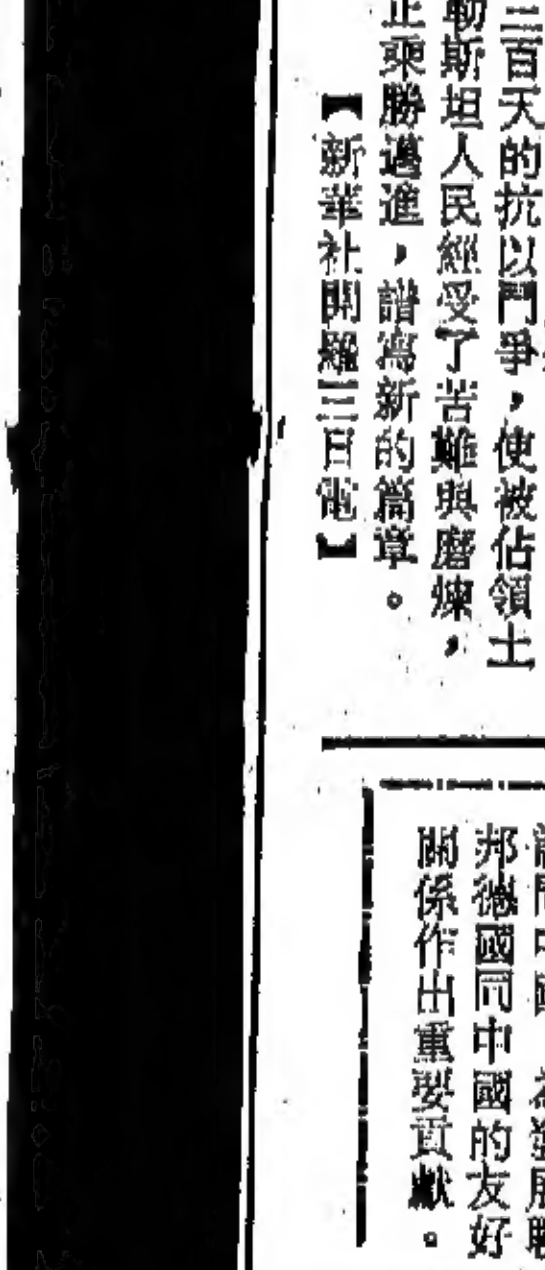 三百天的抗以鬥爭，使被佔領土
勒斯坦人民經受了苦難與磨煉，
正乘勝邁進，譜寫新的篇章。
【新華社開羅三日電】
邦德國同中國的友好
關係作出重要貢獻。